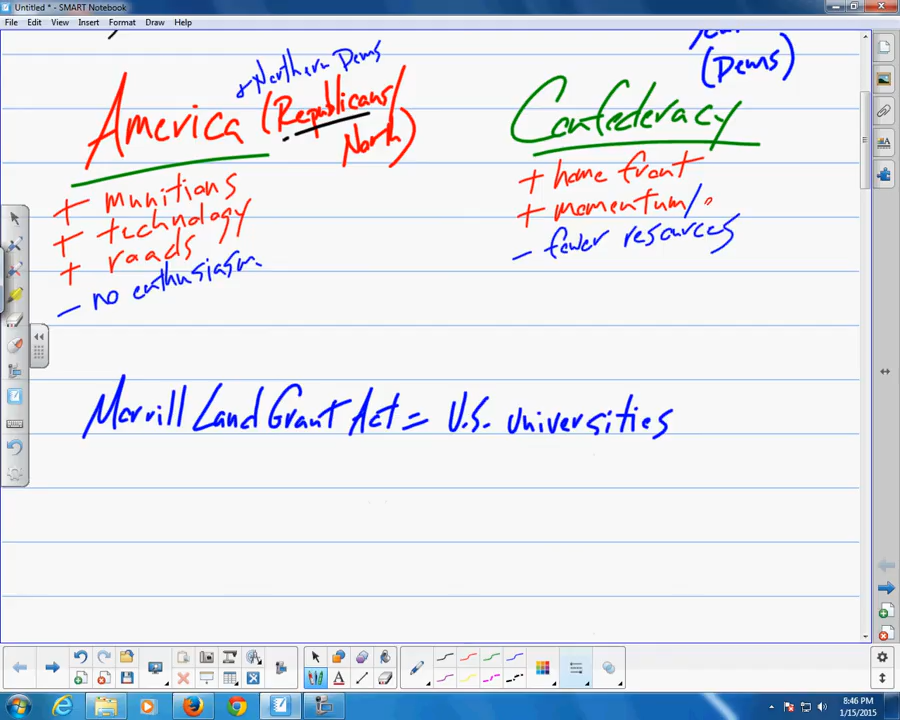 Untitled * - SMART Notebook
File Edit View Insert Format Draw Help
(Dems)
+ Northern Dems
America (Republicans/
North)
Confederacy
+ munitions
+ technology
+ roads
- no enthusiasm.
+ home front
+ momentum/
- fewer resources
Morrill Land Grant Act = U.S. universities
8:46 PM
1/15/2015